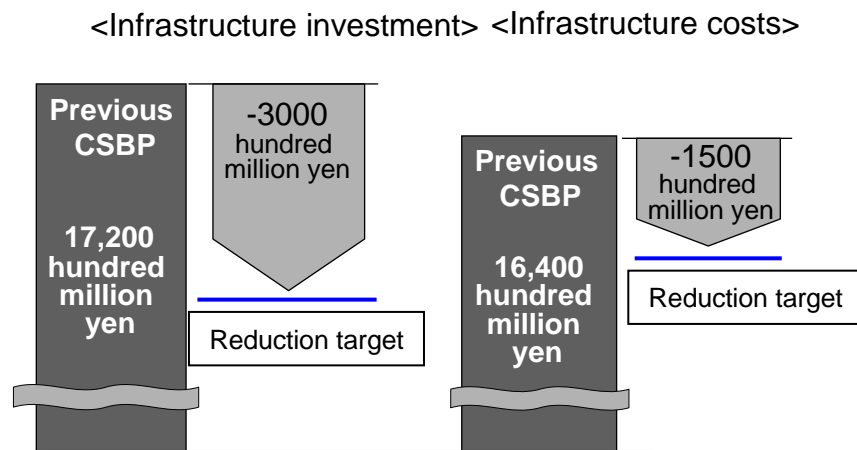 <Infrastructure investment> <Infrastructure costs>
Previous
CSBP
-3000
hundred
million yen
17,200
hundred
million
yen
Reduction target
Previous
CSBP
-1500
hundred
million yen
16,400
hundred
million
yen
Reduction target